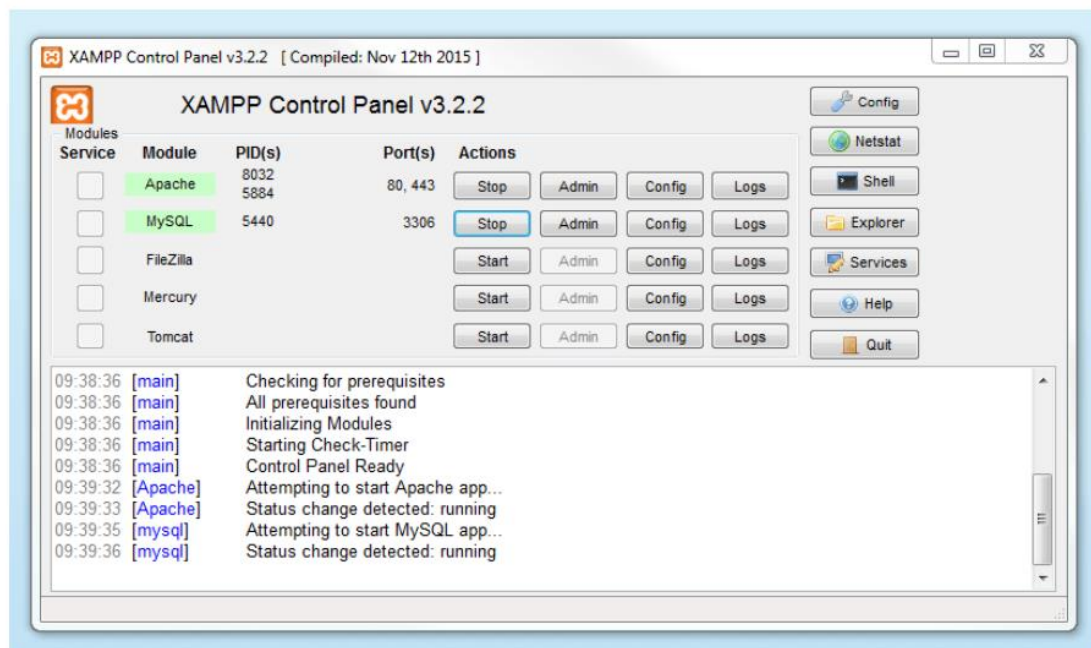 XAMPP Control Panel v3.2.2 [ Compiled: Nov 12th 2015 ]
XAMPP Control Panel v3.2.2
Config
Modules
Netstat
Service Module PID(s) Port(s) Actions
Apache 8032 5884 80, 443 Stop Admin Config Logs
Shell
MySQL 5440 3306 Stop Admin Config Logs
Explorer
FileZilla Start Admin Config Logs
Services
Mercury Start Admin Config Logs
Help
Tomcat Start Admin Config Logs
Quit
09:38:36 [main] Checking for prerequisites
09:38:36 [main] All prerequisites found
09:38:36 [main] Initializing Modules
09:38:36 [main] Starting Check-Timer
09:38:36 [main] Control Panel Ready
09:39:32 [Apache] Attempting to start Apache app...
09:39:33 [Apache] Status change detected: running
09:39:35 [mysql] Attempting to start MySQL app...
09:39:36 [mysql] Status change detected: running